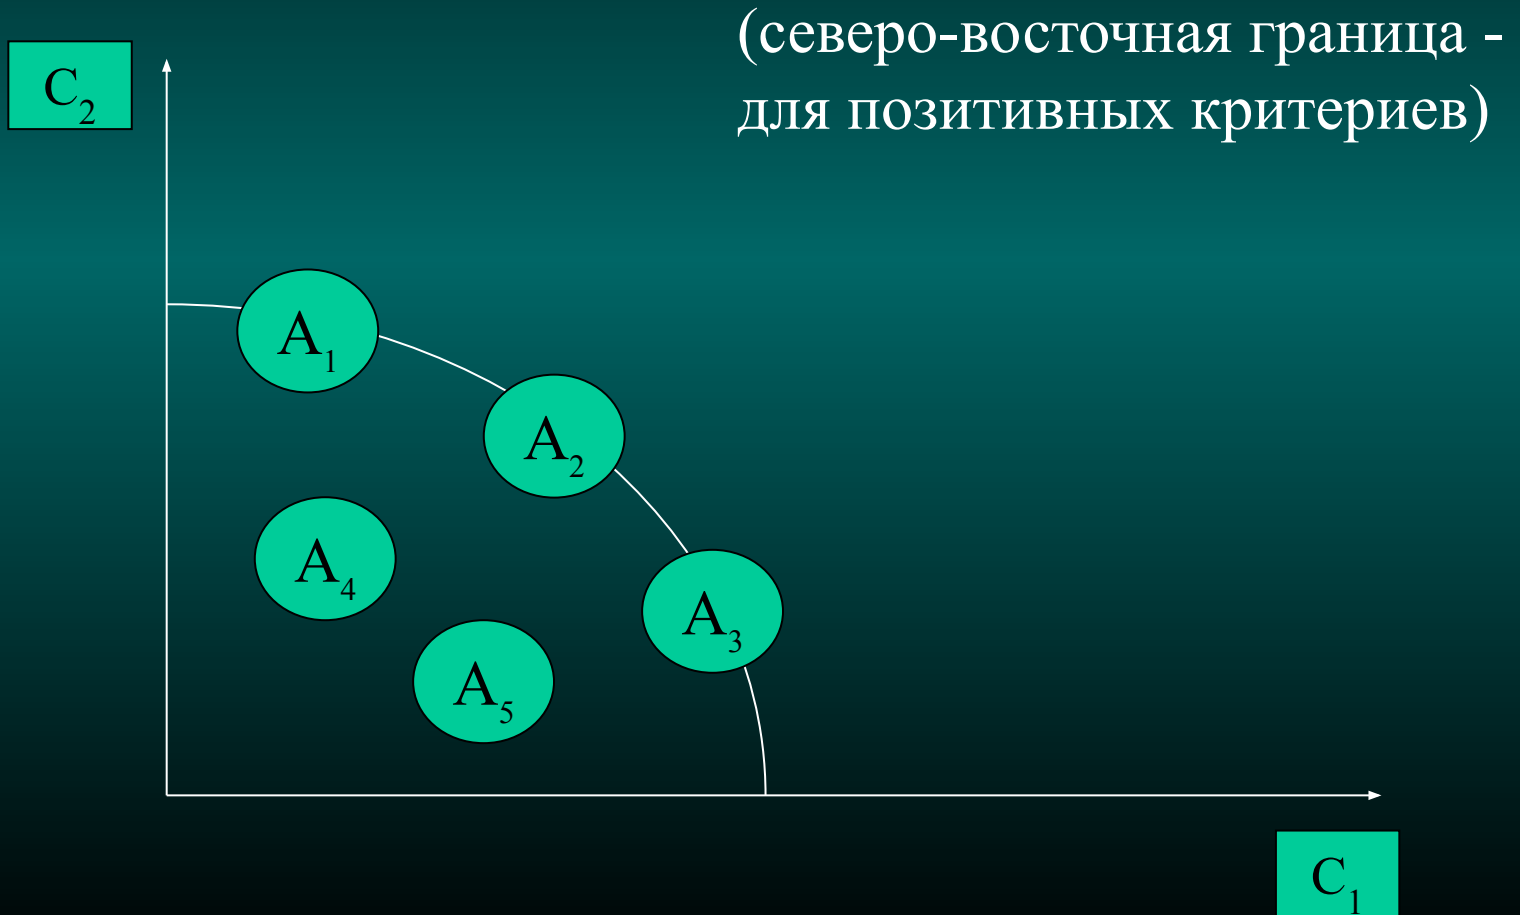 (северо-восточная граница -
для позитивных критериев)
C₂
A₁
A₂
A₄
A₃
A₅
C₁